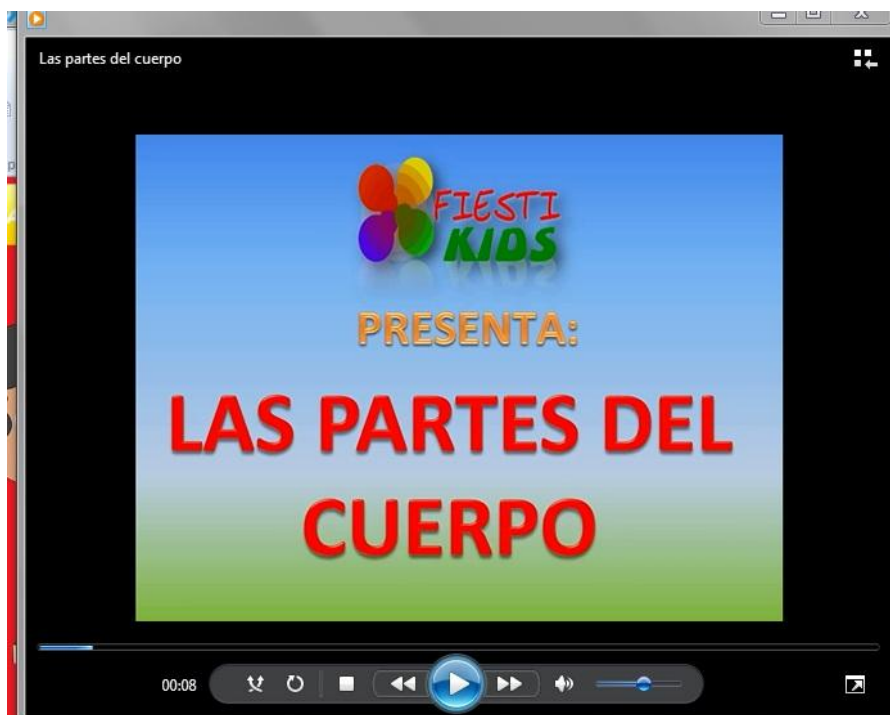 Las partes del cuerpo
FIESTI
KIDS
PRESENTA:
LAS PARTES DEL
CUERPO
00:08